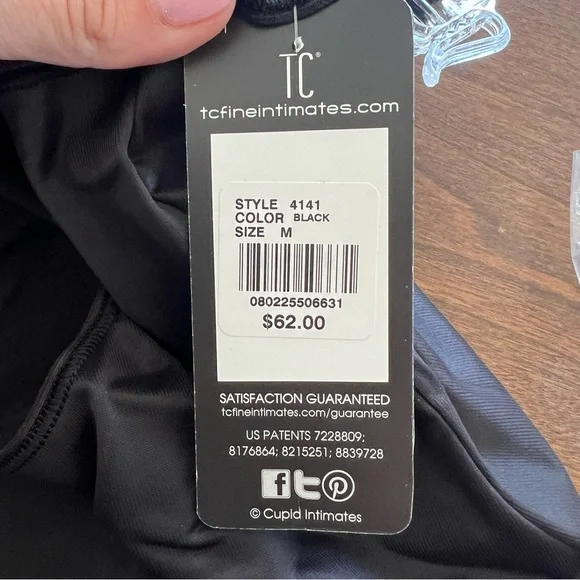 TC®
tcfineintimates.com
STYLE 4141
COLOR BLACK
SIZE M
080225506631
$62.00
SATISFACTION GUARANTEED
tcfineintimates.com/guarantee
US PATENTS 7228809;
8176864; 8215251; 8839728
f t P
© Cupid Intimates